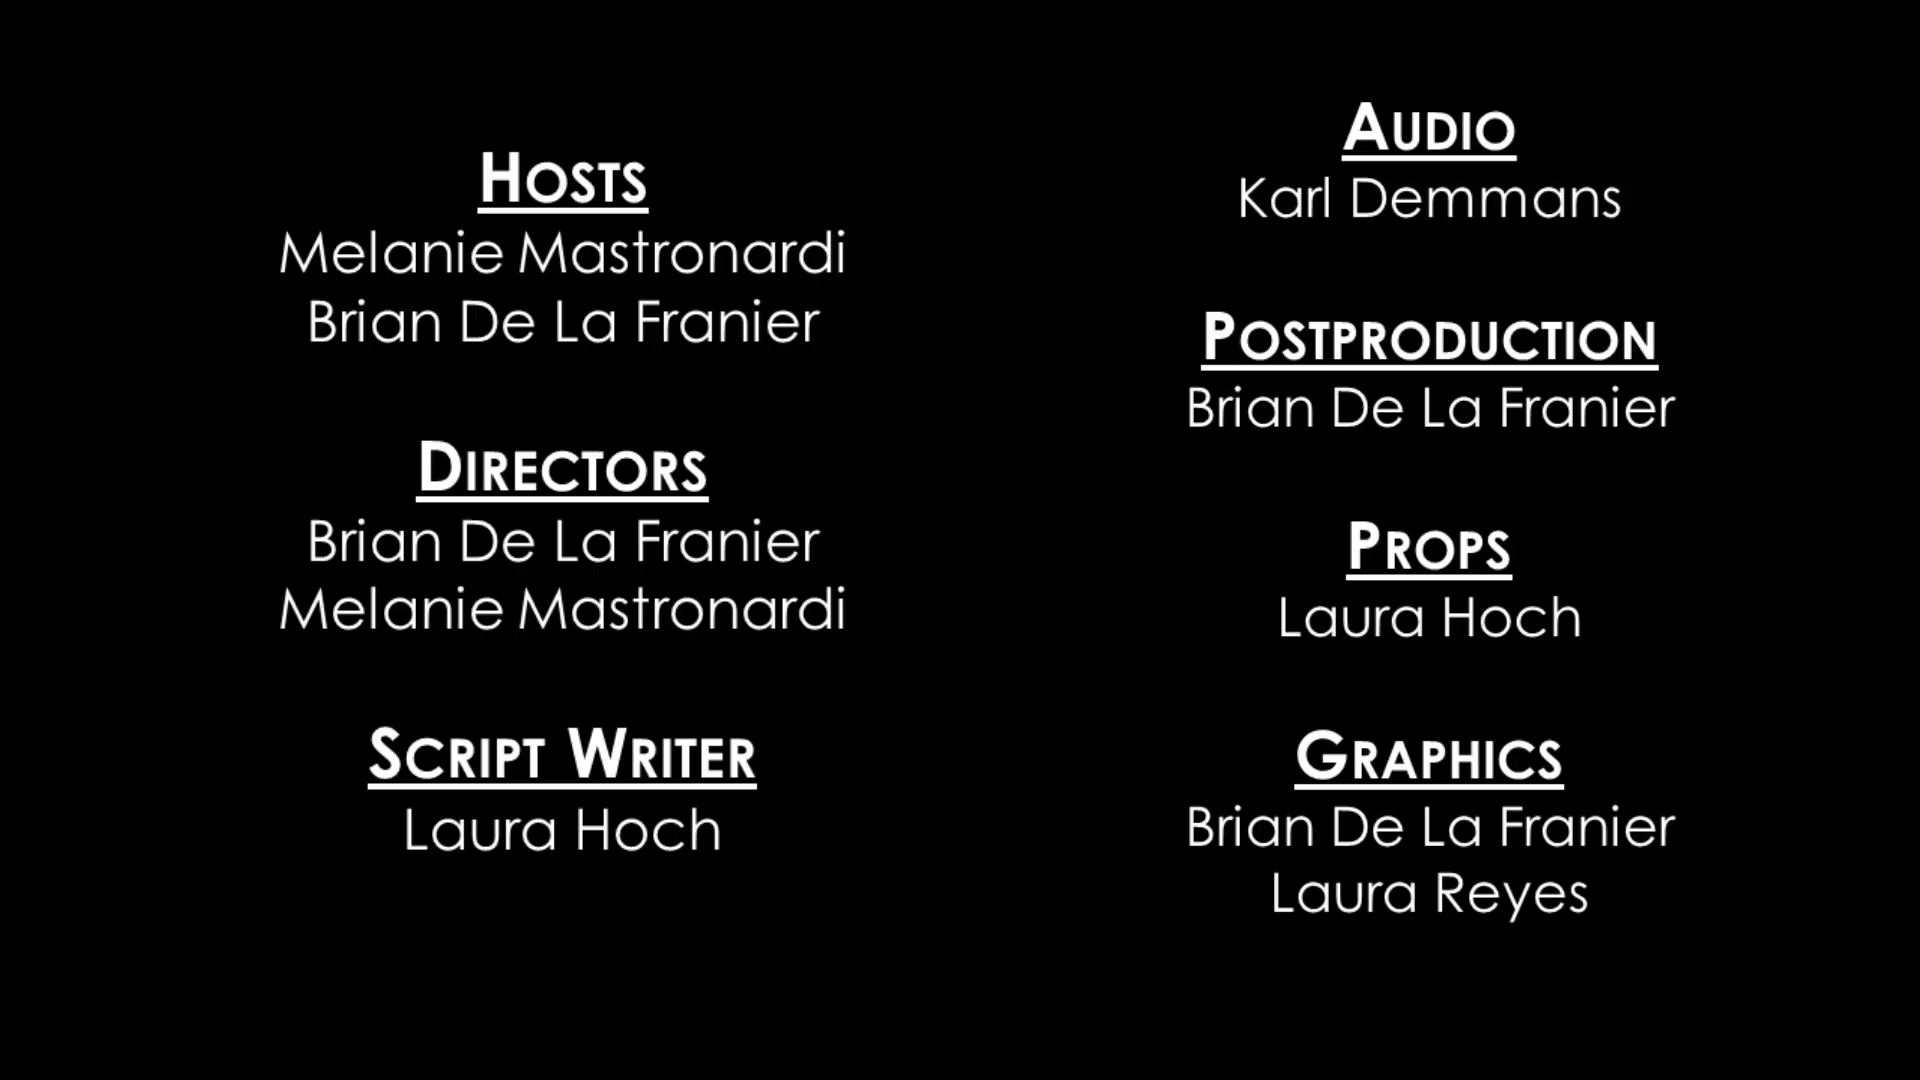 HOSTS
Melanie Mastronardi
Brian De La Franier
DIRECTORS
Brian De La Franier
Melanie Mastronardi
SCRIPT WRITER
Laura Hoch
AUDIO
Karl Demmans
POSTPRODUCTION
Brian De La Franier
PROPS
Laura Hoch
GRAPHICS
Brian De La Franier
Laura Reyes